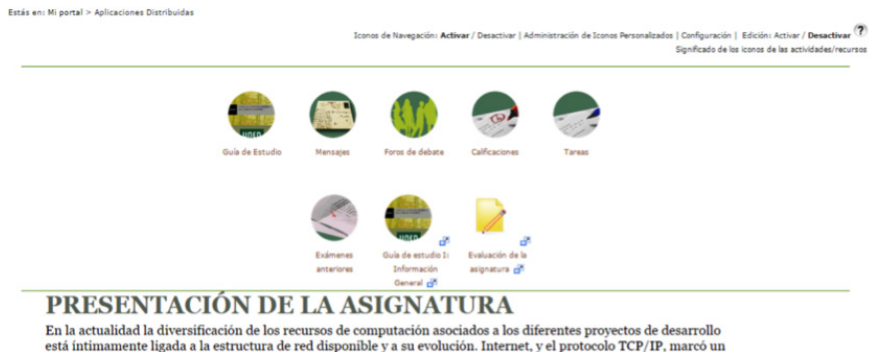 Estás en: Mi portal > Aplicaciones Distribuidas
Iconos de Navegación: Activar / Desactivar | Administración de Iconos Personalizados | Configuración | Edición: Activar / Desactivar ?
Significado de los iconos de las actividades/recursos
UNED
Guía de Estudio
Mensajes
Foros de debate
Calificaciones
Tareas
UNED
Exámenes
anteriores
Guía de estudio I:
Información
General
Evaluación de la
asignatura
PRESENTACIÓN DE LA ASIGNATURA
En la actualidad la diversificación de los recursos de computación asociados a los diferentes proyectos de desarrollo
está íntimamente ligada a la estructura de red disponible y a su evolución. Internet, y el protocolo TCP/IP, marcó un